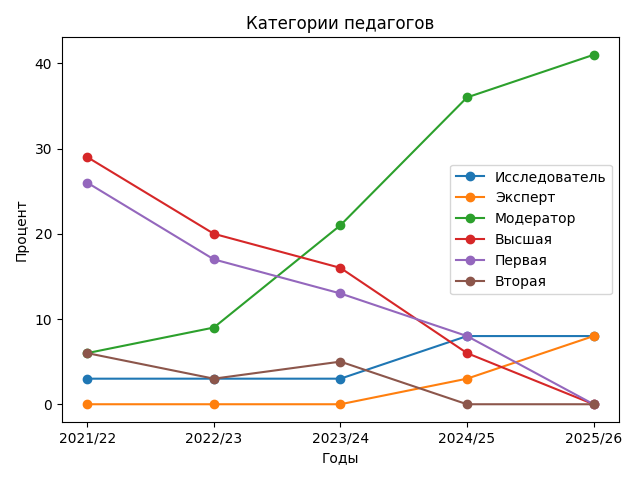 Категории педагогов
Процент
40
30
20
10
0
Исследователь
Эксперт
Модератор
Высшая
Первая
Вторая
2021/22 2022/23 2023/24 2024/25 2025/26
Годы